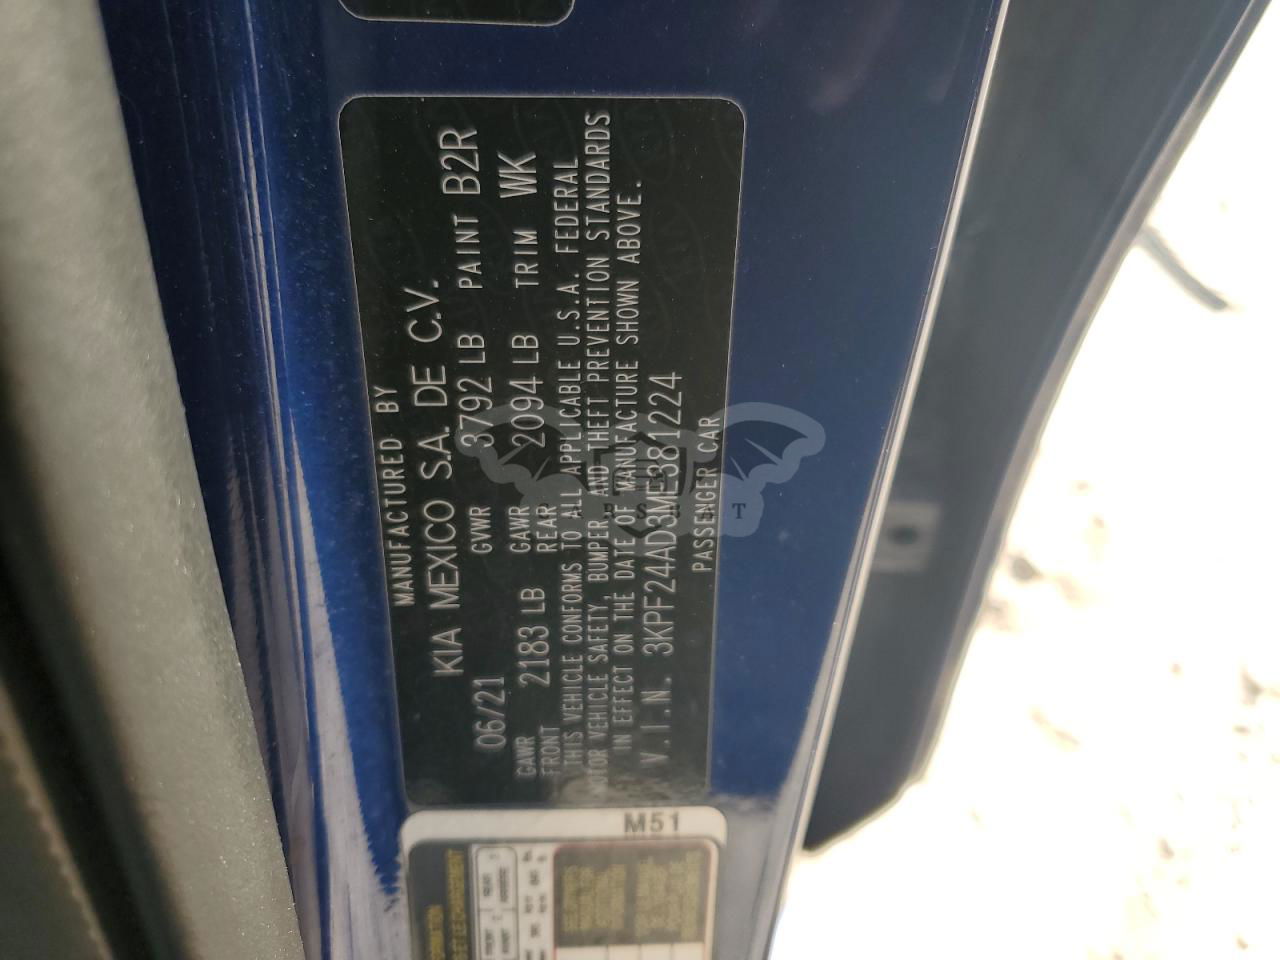 MANUFACTURED BY
KIA MEXICO S.A. DE C.V.
06/21 GVWR 3792 LB PAINT B2R
GAWR FRONT 2183 LB GAWR REAR 2094 LB TRIM WK
THIS VEHICLE CONFORMS TO ALL APPLICABLE U.S.A. FEDERAL
MOTOR VEHICLE SAFETY, BUMPER, AND THEFT PREVENTION STANDARDS
IN EFFECT ON THE DATE OF MANUFACTURE SHOWN ABOVE.
V.I.N. 3KPF24AD3ME381224
PASSENGER CAR
M51